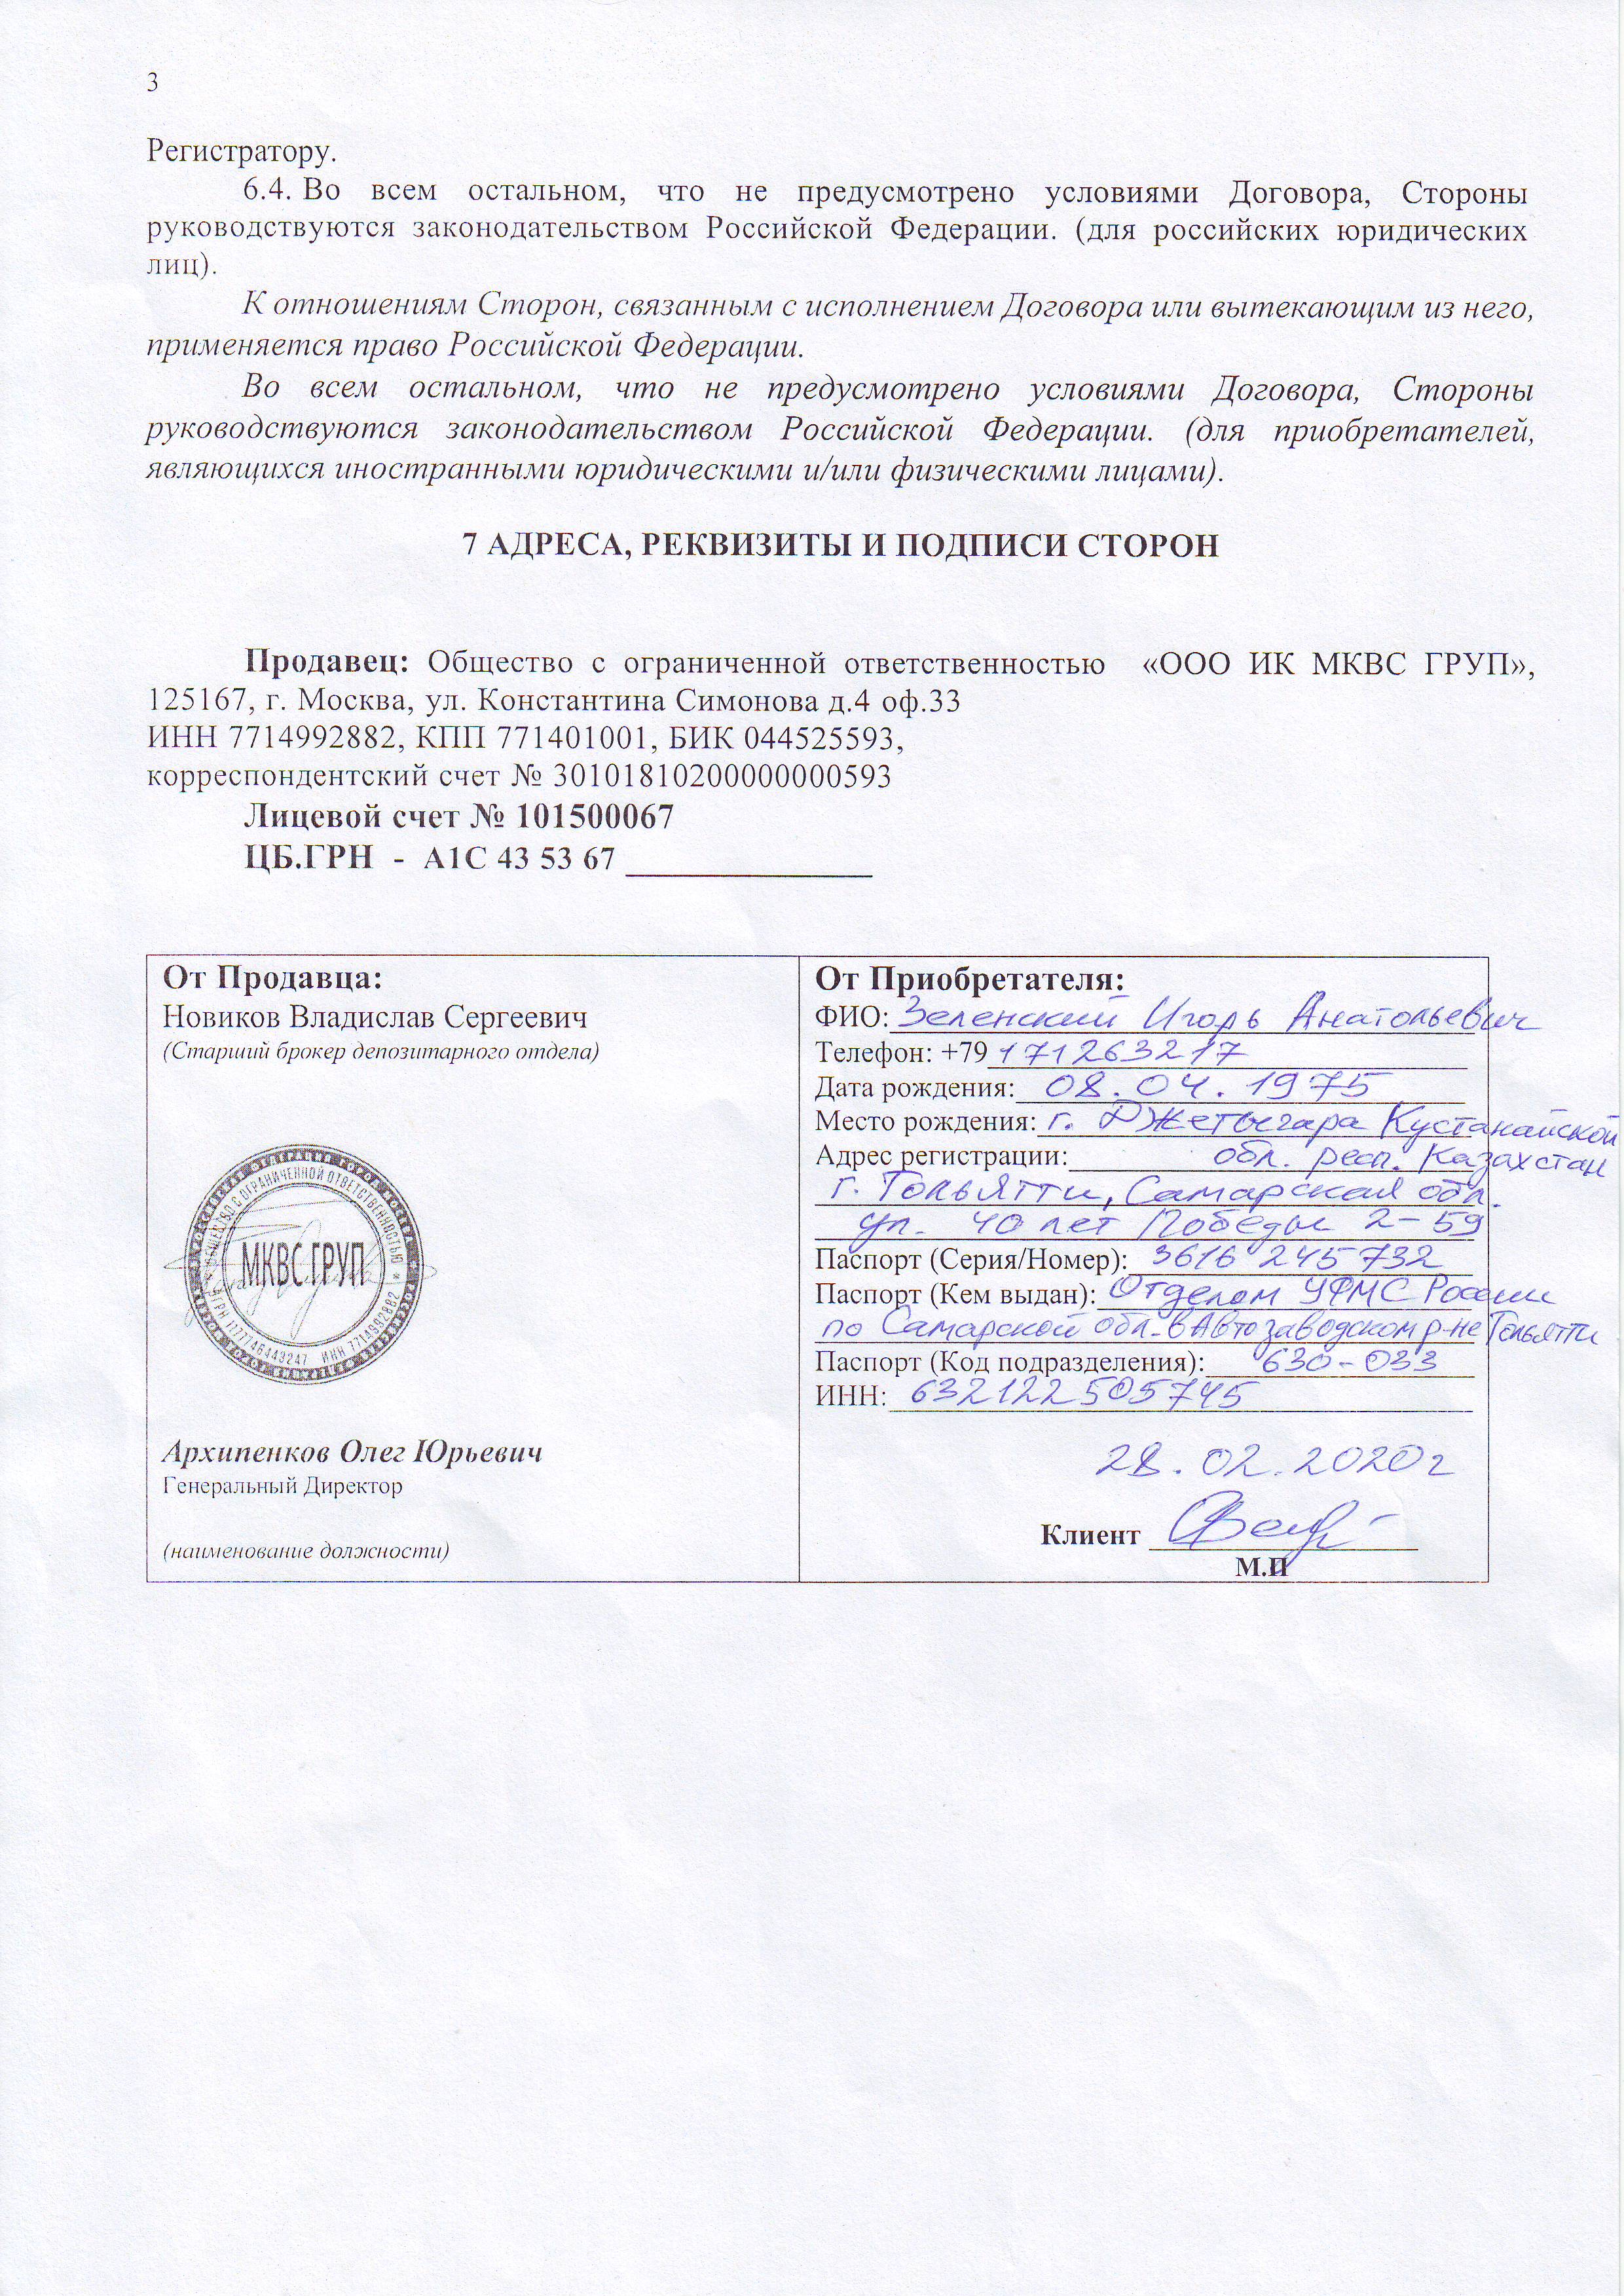 3
Регистратору.
6.4. Во всем остальном, что не предусмотрено условиями Договора, Стороны
руководствуются законодательством Российской Федерации. (для российских юридических
лиц).
К отношениям Сторон, связанным с исполнением Договора или вытекающим из него,
применяется право Российской Федерации.
Во всем остальном, что не предусмотрено условиями Договора, Стороны
руководствуются законодательством Российской Федерации. (для приобретателей,
являющихся иностранными юридическими и/или физическими лицами).
7 АДРЕСА, РЕКВИЗИТЫ И ПОДПИСИ СТОРОН
Продавец: Общество с ограниченной ответственностью «ООО ИК МКВС ГРУП»,
125167, г. Москва, ул. Константина Симонова д.4 оф.33
ИНН 7714992882, КПП 771401001, БИК 044525593,
корреспондентский счет № 30101810200000000593
Лицевой счет № 101500067
ЦБ.ГРН - А1С 43 53 67
От Продавца:
Новиков Владислав Сергеевич
(Старший брокер депозитарного отдела)
ОБЩЕСТВО С ОГРАНИЧЕННОЙ ОТВЕТСТВЕННОСТЬЮ
МКВС ГРУП
ИНН 7714992882
Архипенков Олег Юрьевич
Генеральный Директор
(наименование должности)
От Приобретателя:
ФИО: Зеленский Игорь Анатольевич
Телефон: +79171263217
Дата рождения: 08.04.1975
Место рождения: г. Джетыгара Кустанайской
Адрес регистрации: обл. респ. Казахстан
г. Тольятти, Самарская обл.
ул. 40 лет Победы 2-59
Паспорт (Серия/Номер): 3616 245732
Паспорт (Кем выдан): Отделом УФМС России
по Самарской обл. в Автозаводском р-не Тольятти
Паспорт (Код подразделения): 630-033
ИНН: 632122505745
28.02.2020г
Клиент
М.П